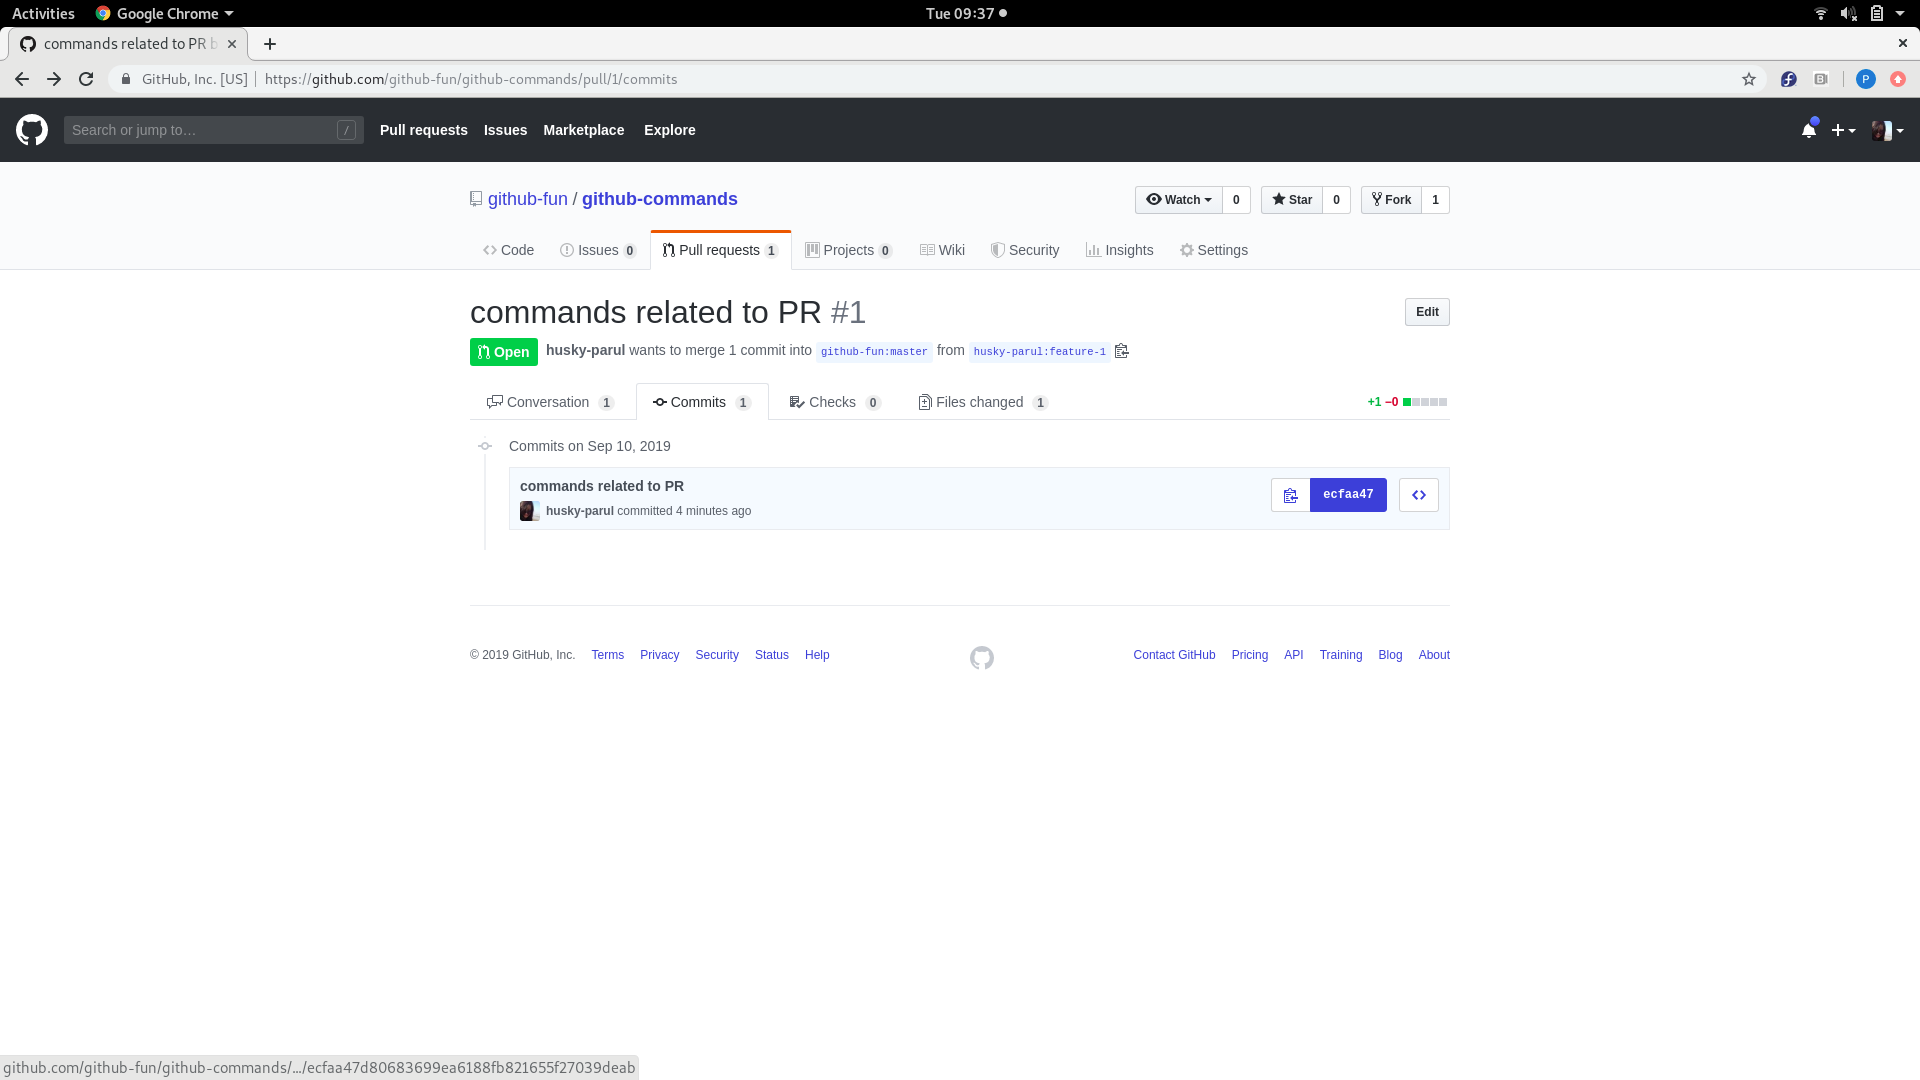 Activities Google Chrome Tue 09:37
commands related to PR b
GitHub, Inc. [US] https://github.com/github-fun/github-commands/pull/1/commits P
Search or jump to… / Pull requests Issues Marketplace Explore
github-fun / github-commands Watch 0 Star 0 Fork 1
Code Issues 0 Pull requests 1 Projects 0 Wiki Security Insights Settings
commands related to PR #1 Edit
Open husky-parul wants to merge 1 commit into github-fun:master from husky-parul:feature-1
Conversation 1 Commits 1 Checks 0 Files changed 1 +1 −0
Commits on Sep 10, 2019
commands related to PR
husky-parul committed 4 minutes ago
ecfaa47
© 2019 GitHub, Inc. Terms Privacy Security Status Help Contact GitHub Pricing API Training Blog About
github.com/github-fun/github-commands/.../ecfaa47d80683699ea6188fb821655f27039deab